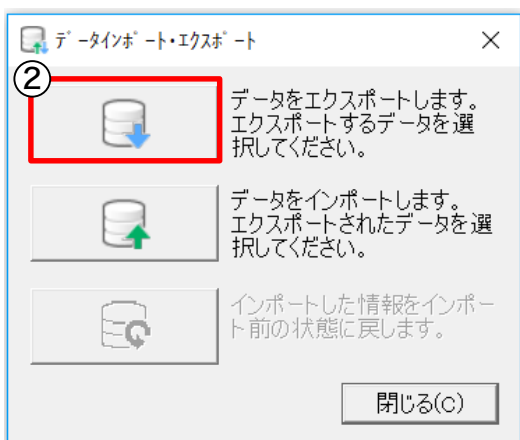 ﾃﾞｰﾀｲﾝﾎﾟｰﾄ・ｴｸｽﾎﾟｰﾄ
②
データをエクスポートします。
エクスポートするデータを選
択してください。
データをインポートします。
エクスポートされたデータを選
択してください。
インポートした情報をインポー
ト前の状態に戻します。
閉じる(C)